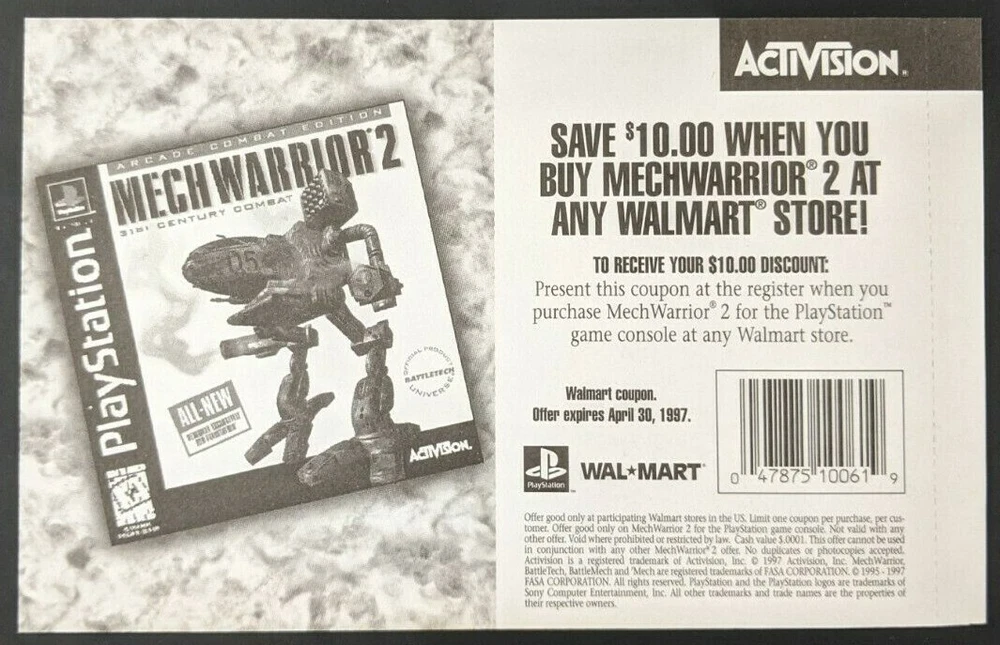 ARCADE COMBAT EDITION
MECHWARRIOR® 2
31st CENTURY COMBAT
PlayStation
Q5
OFFICIAL PRODUCT
BATTLETECH
UNIVERSE
ALL-NEW
ACTIVISION.
ACTIVISION®
SAVE $10.00 WHEN YOU
BUY MECHWARRIOR® 2 AT
ANY WALMART® STORE!
TO RECEIVE YOUR $10.00 DISCOUNT:
Present this coupon at the register when you
purchase MechWarrior® 2 for the PlayStation™
game console at any Walmart store.
Walmart coupon.
Offer expires April 30, 1997.
PlayStation
WAL★MART®
0 47875 10061 9
Offer good only at participating Walmart stores in the US. Limit one coupon per purchase, per cus-
tomer. Offer good only on MechWarrior 2 for the PlayStation game console. Not valid with any
other offer. Void where prohibited or restricted by law. Cash value $.0001. This offer cannot be used
in conjunction with any other MechWarrior® 2 offer. No duplicates or photocopies accepted.
Activision is a registered trademark of Activision, Inc. © 1997 Activision, Inc. MechWarrior,
BattleTech, BattleMech and 'Mech are registered trademarks of FASA CORPORATION. © 1995 - 1997
FASA CORPORATION. All rights reserved. PlayStation and the PlayStation logos are trademarks of
Sony Computer Entertainment, Inc. All other trademarks and trade names are the properties of
their respective owners.